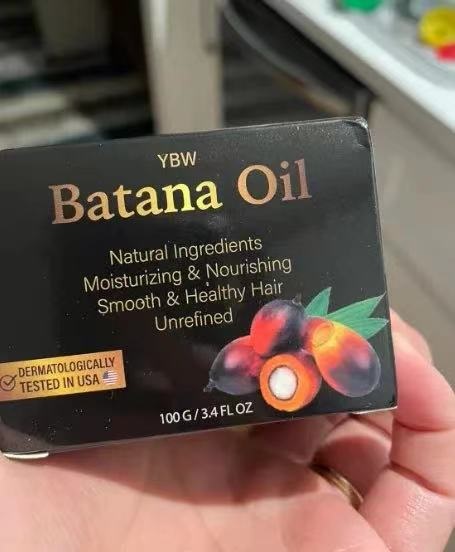 YBW
Batana Oil
Natural Ingredients
Moisturizing & Nourishing
Smooth & Healthy Hair
Unrefined
DERMATOLOGICALLY
TESTED IN USA
100 G / 3.4 FL OZ